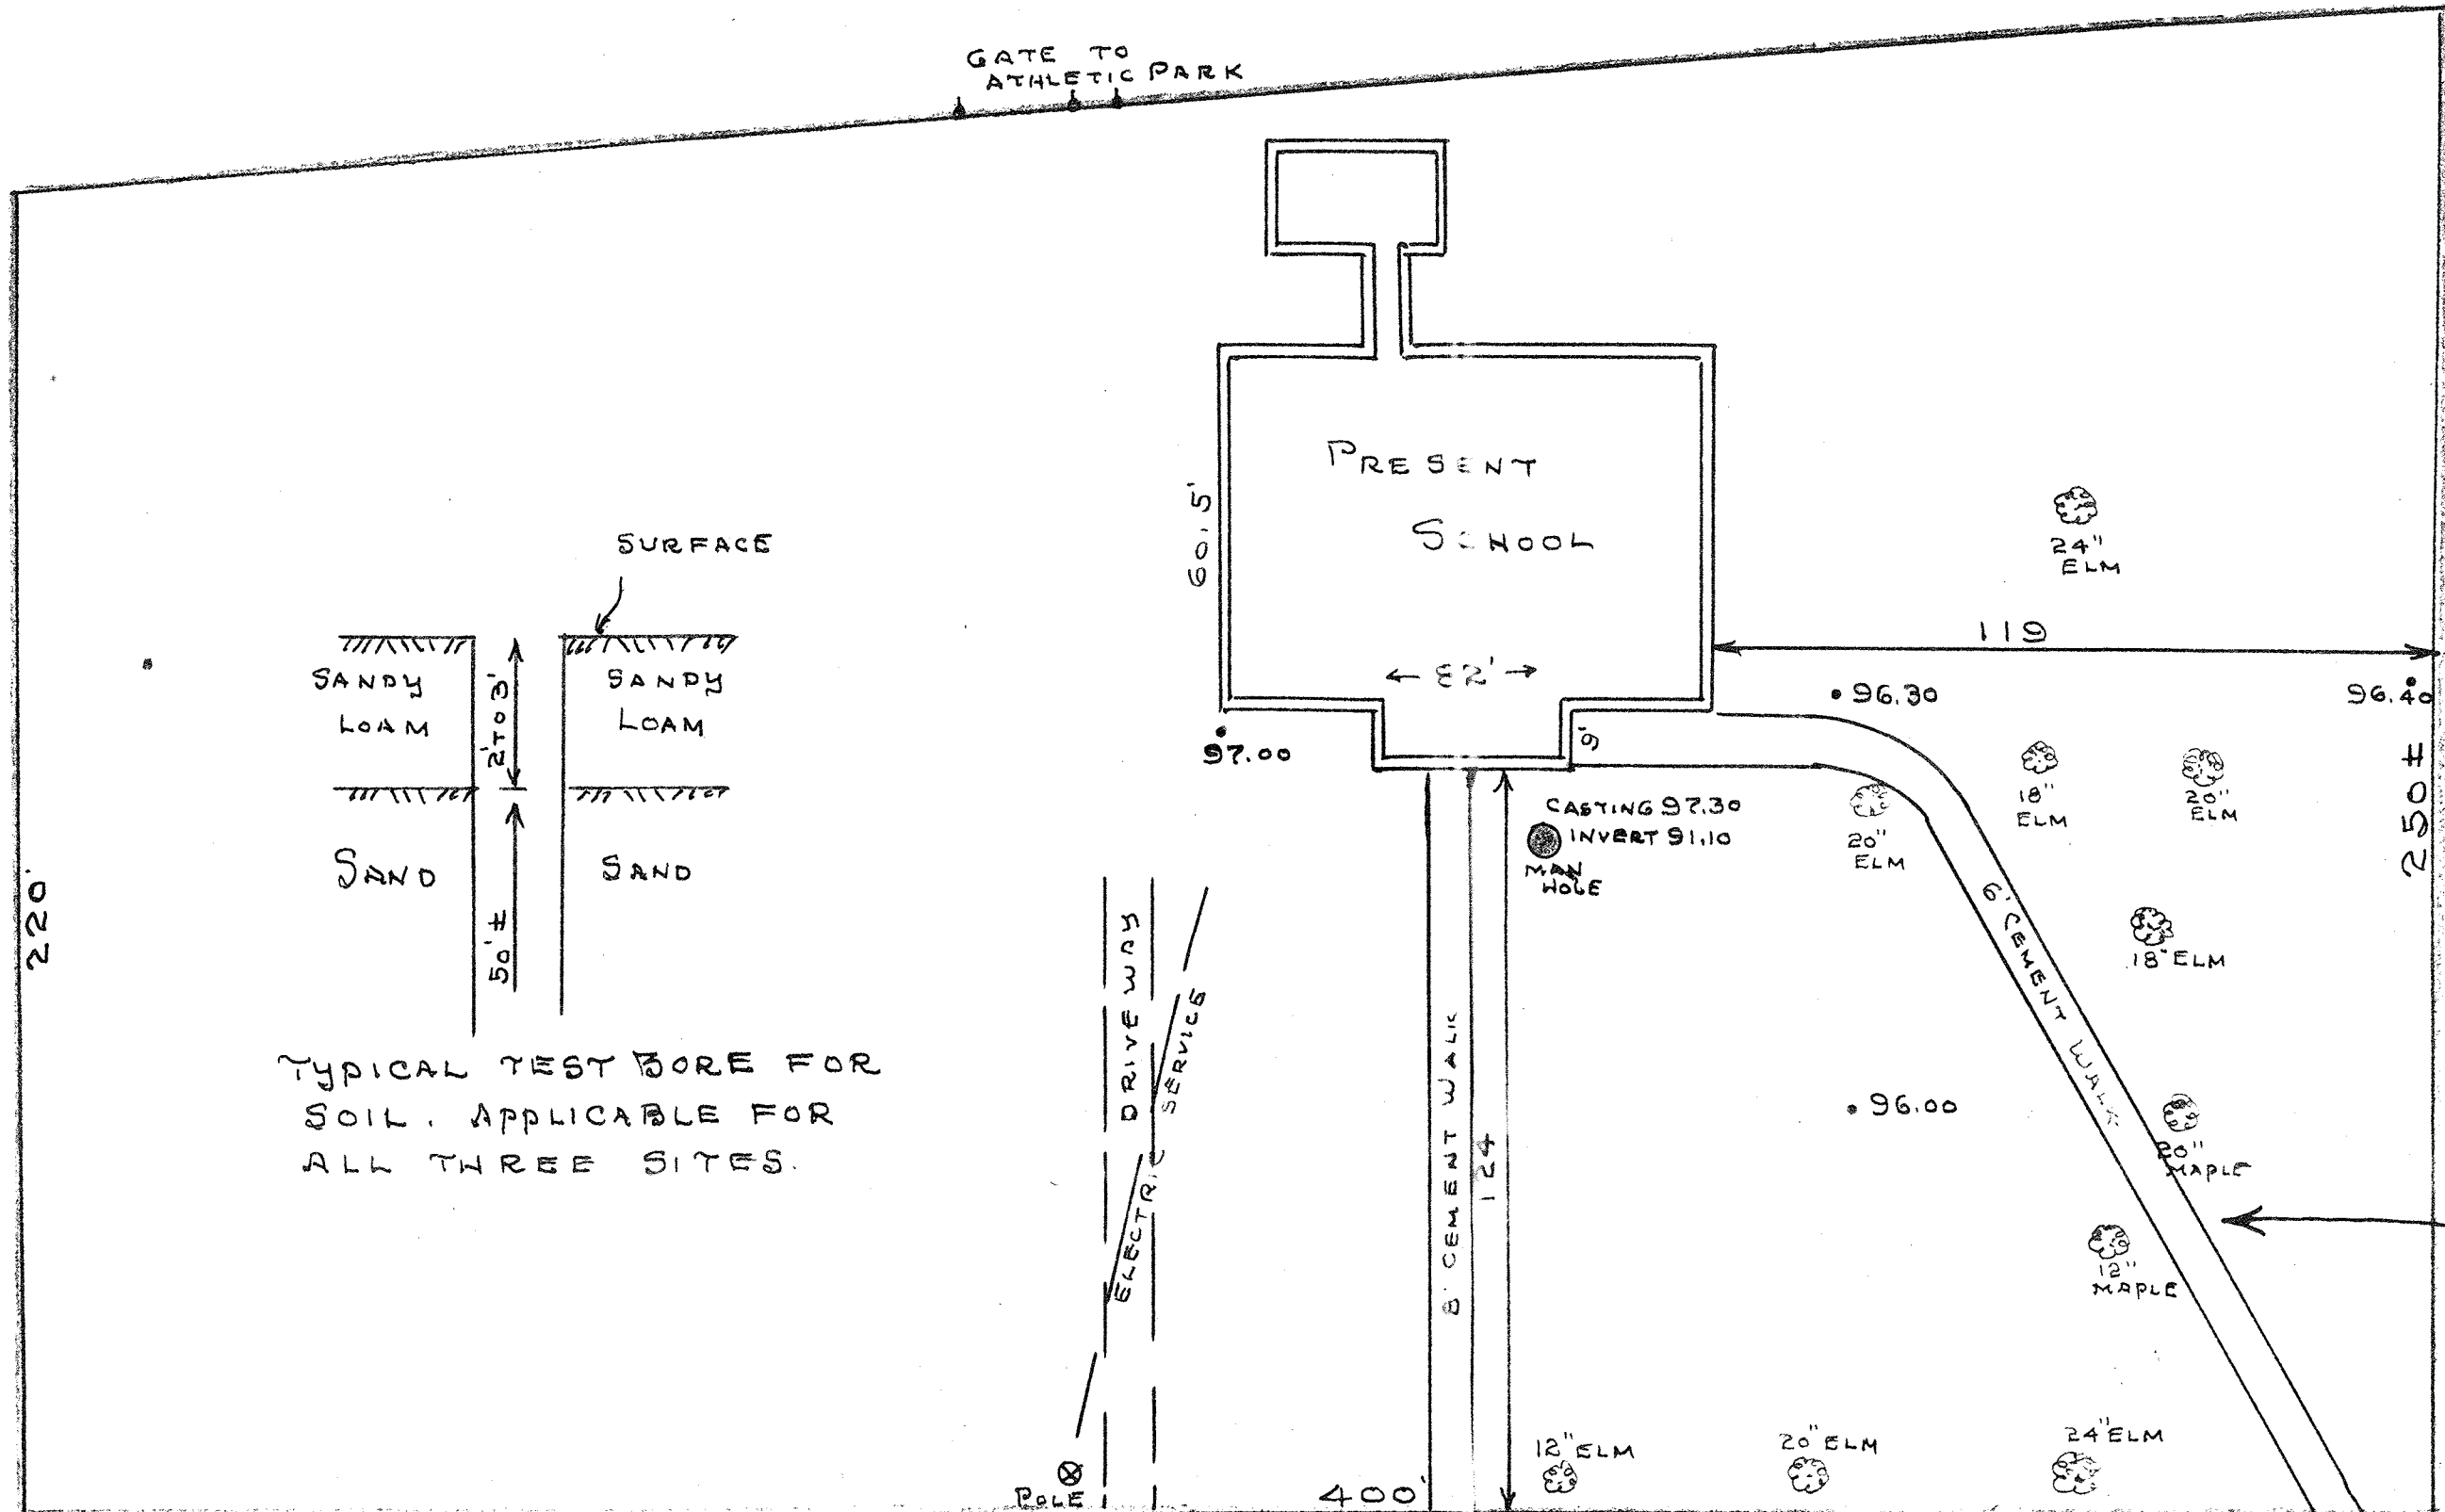 GATE TO
ATHLETIC PARK
PRESENT
SCHOOL
60.5'
← 32' →
9'
119
24"
ELM
SURFACE
SANDY
LOAM
2' TO 3'
SANDY
LOAM
SAND
50' ±
SAND
TYPICAL TEST BORE FOR
SOIL. APPLICABLE FOR
ALL THREE SITES.
220'
97.00
96.30
96.40
250 ±
CASTING 97.30
INVERT 91.10
MAN
HOLE
20"
ELM
18"
ELM
20"
ELM
18" ELM
6' CEMENT WALK
DRIVEWAY
ELECTRIC SERVICE
8' CEMENT WALK
124
96.00
20"
MAPLE
12"
MAPLE
12" ELM
20" ELM
24" ELM
POLE
400'